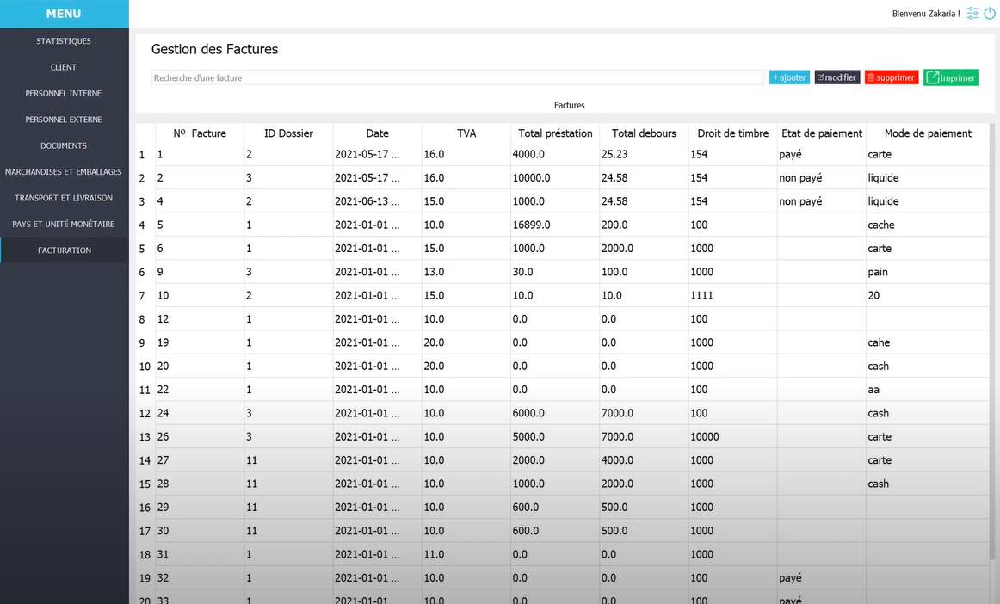 MENU
Bienvenu Zakaria !
STATISTIQUES
CLIENT
PERSONNEL INTERNE
PERSONNEL EXTERNE
DOCUMENTS
MARCHANDISES ET EMBALLAGES
TRANSPORT ET LIVRAISON
PAYS ET UNITÉ MONÉTAIRE
FACTURATION
Gestion des Factures
Recherche d'une facture
+ajouter modifier supprimer Imprimer
Factures
Nº Facture ID Dossier Date TVA Total préstation Total debours Droit de timbre Etat de paiement Mode de paiement
1 1 2 2021-05-17 ... 16.0 4000.0 25.23 154 payé carte
2 2 3 2021-05-17 ... 16.0 10000.0 24.58 154 non payé liquide
3 4 2 2021-06-13 ... 15.0 1000.0 24.58 154 non payé liquide
4 5 1 2021-01-01 ... 10.0 16899.0 200.0 100 cache
5 6 1 2021-01-01 ... 15.0 1000.0 2000.0 1000 carte
6 9 3 2021-01-01 ... 13.0 30.0 100.0 1000 pain
7 10 2 2021-01-01 ... 15.0 10.0 10.0 1111 20
8 12 1 2021-01-01 ... 10.0 0.0 0.0 100
9 19 1 2021-01-01 ... 20.0 0.0 0.0 1000 cahe
10 20 1 2021-01-01 ... 20.0 0.0 0.0 1000 cash
11 22 1 2021-01-01 ... 10.0 0.0 0.0 100 aa
12 24 3 2021-01-01 ... 10.0 6000.0 7000.0 100 cash
13 26 3 2021-01-01 ... 10.0 5000.0 7000.0 10000 carte
14 27 11 2021-01-01 ... 10.0 2000.0 4000.0 1000 carte
15 28 11 2021-01-01 ... 10.0 1000.0 2000.0 1000 cash
16 29 11 2021-01-01 ... 10.0 600.0 500.0 1000
17 30 11 2021-01-01 ... 10.0 600.0 500.0 1000
18 31 1 2021-01-01 ... 11.0 0.0 0.0 1000
19 32 1 2021-01-01 ... 10.0 0.0 0.0 100 payé
20 33 1 2021-01-01 ... 10.0 0.0 0.0 100 payé